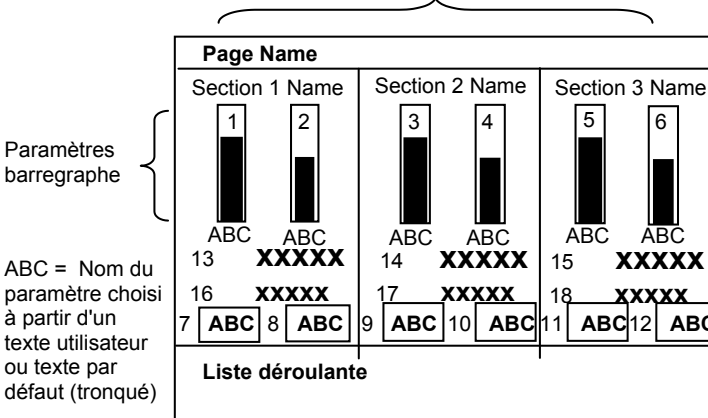 Page Name
Section 1 Name Section 2 Name Section 3 Name
1 2 3 4 5 6
Paramètres
barregraphe
ABC ABC ABC ABC ABC ABC
13 XXXXX 14 XXXXX 15 XXXXX
16 XXXXX 17 XXXXX 18 XXXXX
7 ABC 8 ABC 9 ABC 10 ABC 11 ABC 12 ABC
ABC = Nom du
paramètre choisi
à partir d'un
texte utilisateur
ou texte par
défaut (tronqué)
Liste déroulante